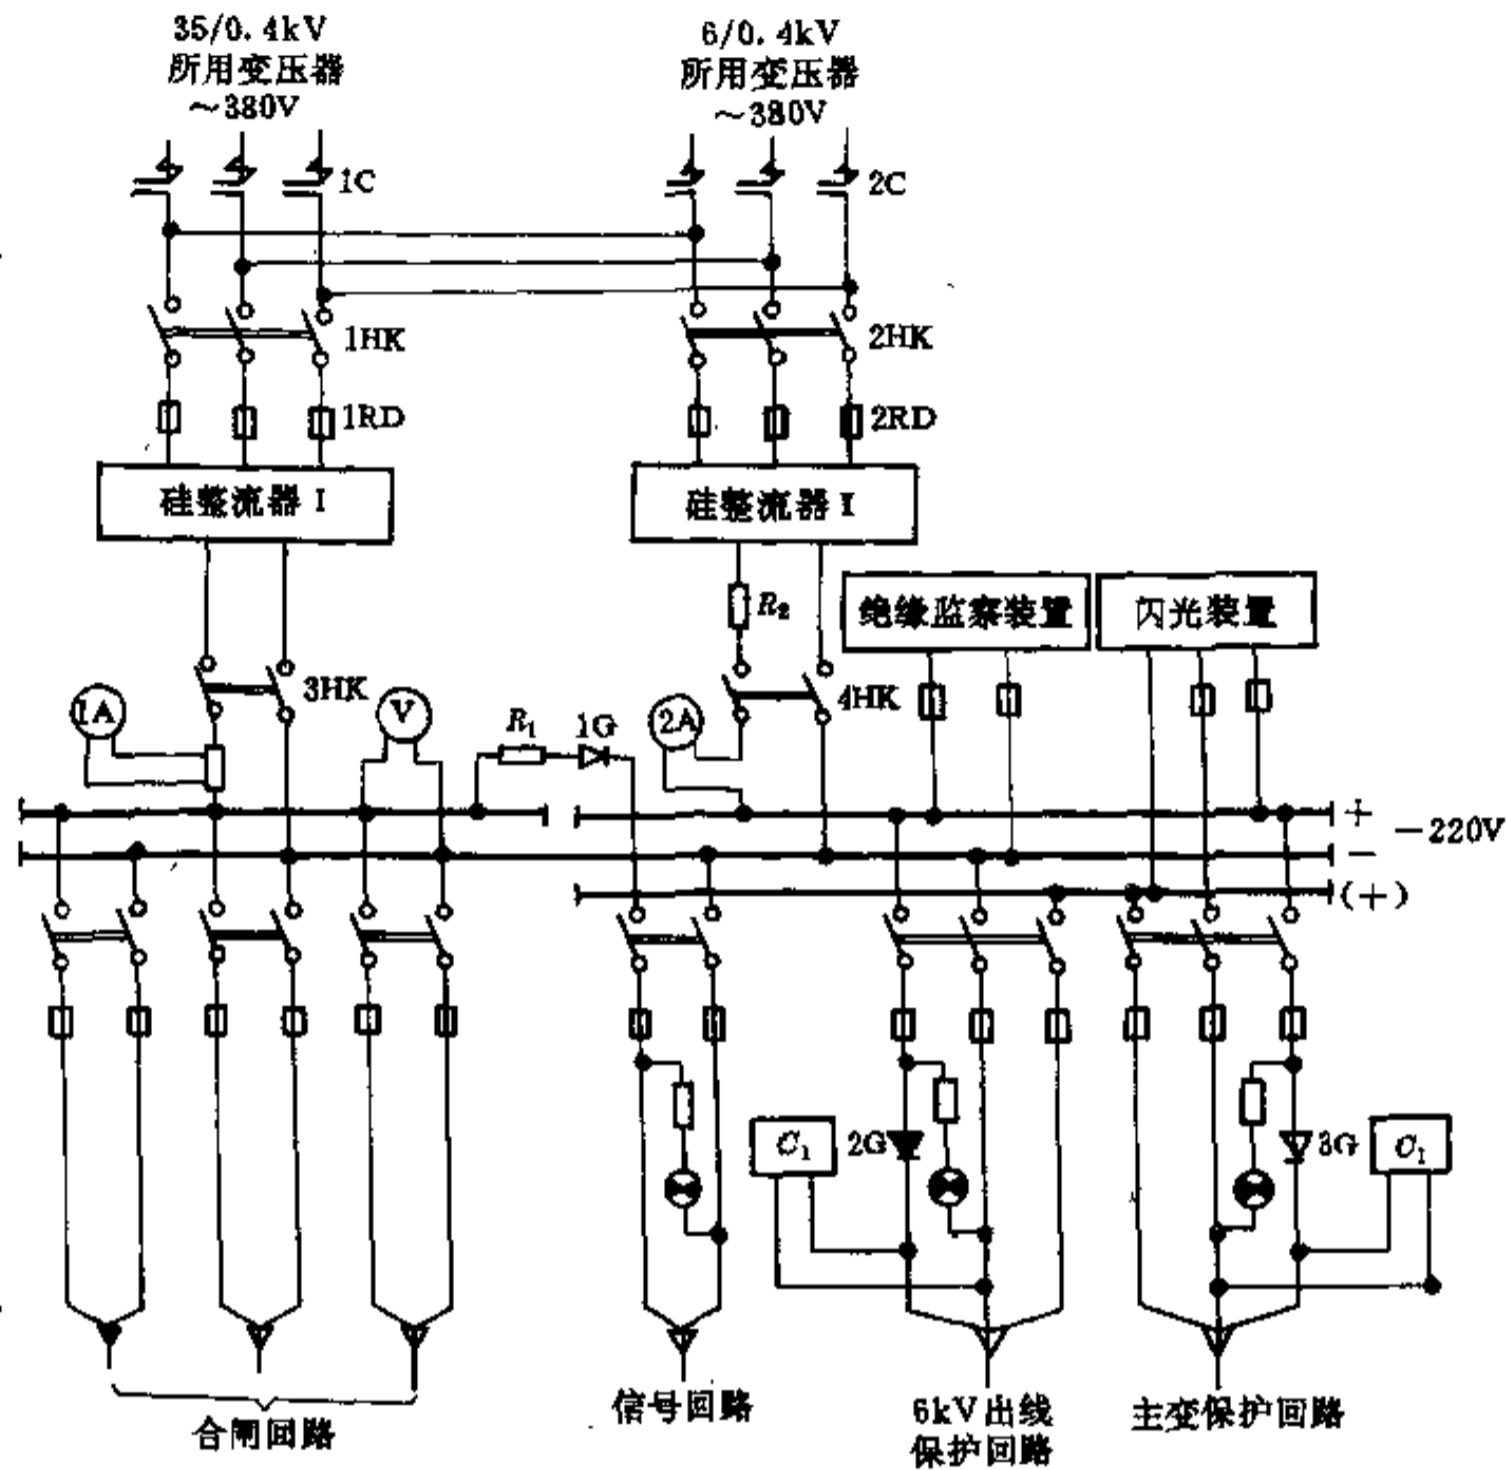 35/0.4kV
所用变压器
～380V
6/0.4kV
所用变压器
～380V
1C
2C
1HK
2HK
1RD
2RD
硅整流器 I
硅整流器 II
R₂
绝缘监察装置
闪光装置
3HK
4HK
1A
V
R₁
1G
2A
+
－220V
−
(+)
C₁
2G
3G
C₁
合闸回路
信号回路
6kV出线
保护回路
主变保护回路